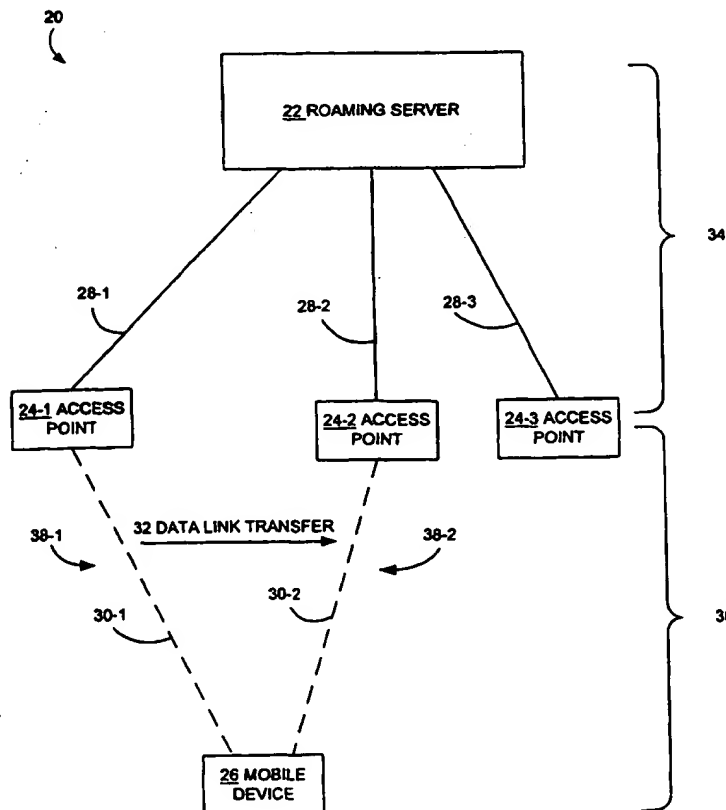 20
22 ROAMING SERVER
34
28-1
28-2
28-3
24-1 ACCESS
POINT
24-2 ACCESS
POINT
24-3 ACCESS
POINT
32 DATA LINK TRANSFER
38-1
38-2
30-1
30-2
36
26 MOBILE
DEVICE